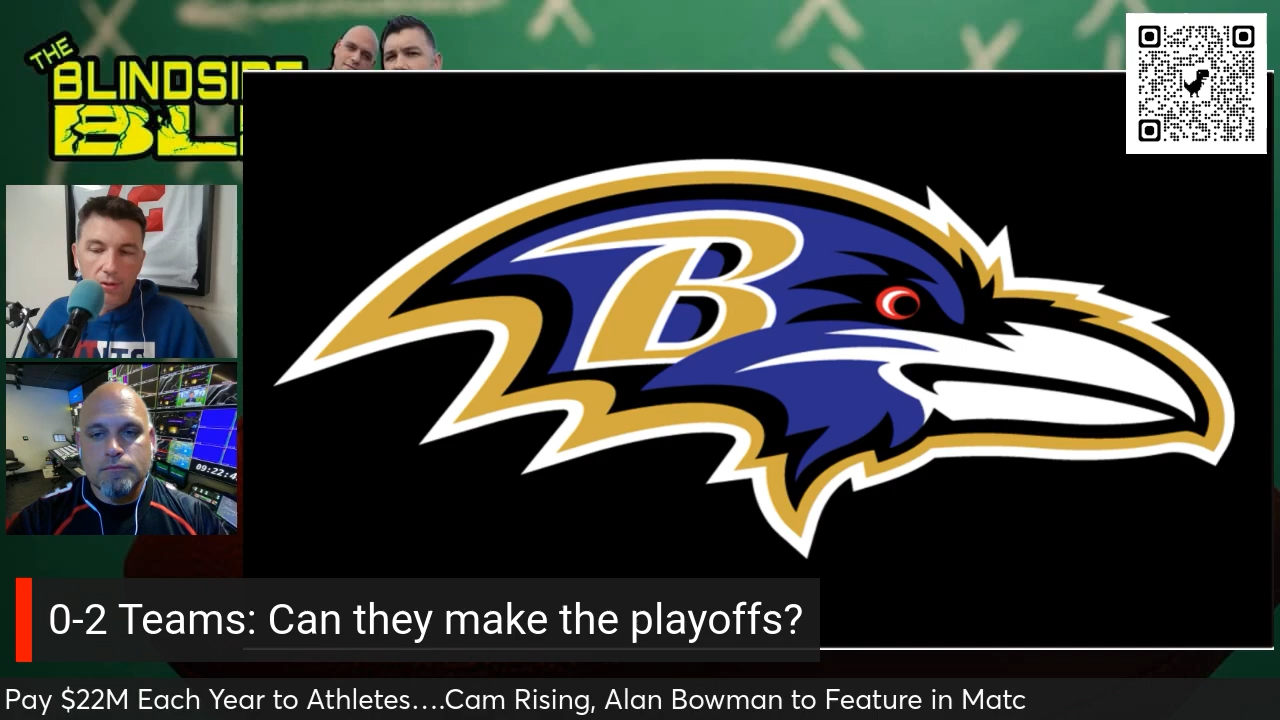 THE
BLINDSIDE
BL
B
09:22:4
0-2 Teams: Can they make the playoffs?
Pay $22M Each Year to Athletes....Cam Rising, Alan Bowman to Feature in Matc